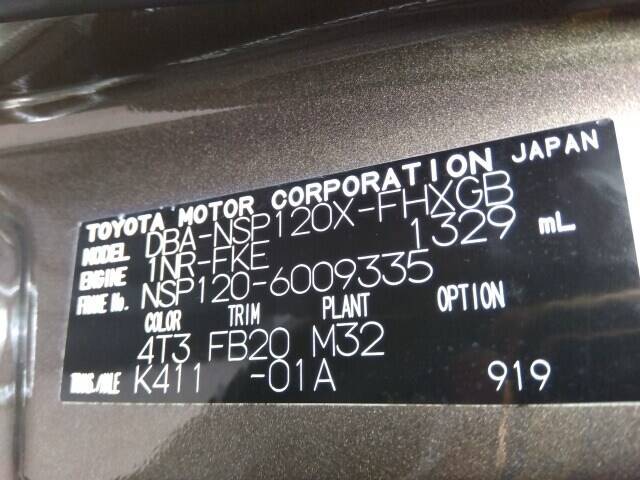 TOYOTA MOTOR CORPORATION JAPAN
MODEL DBA-NSP120X-FHXGB
ENGINE 1NR-FKE 1329 mL
FRAME No. NSP120-6009335
COLOR TRIM PLANT OPTION
4T3 FB20 M32
TRANS./AXLE K411 -01A 919